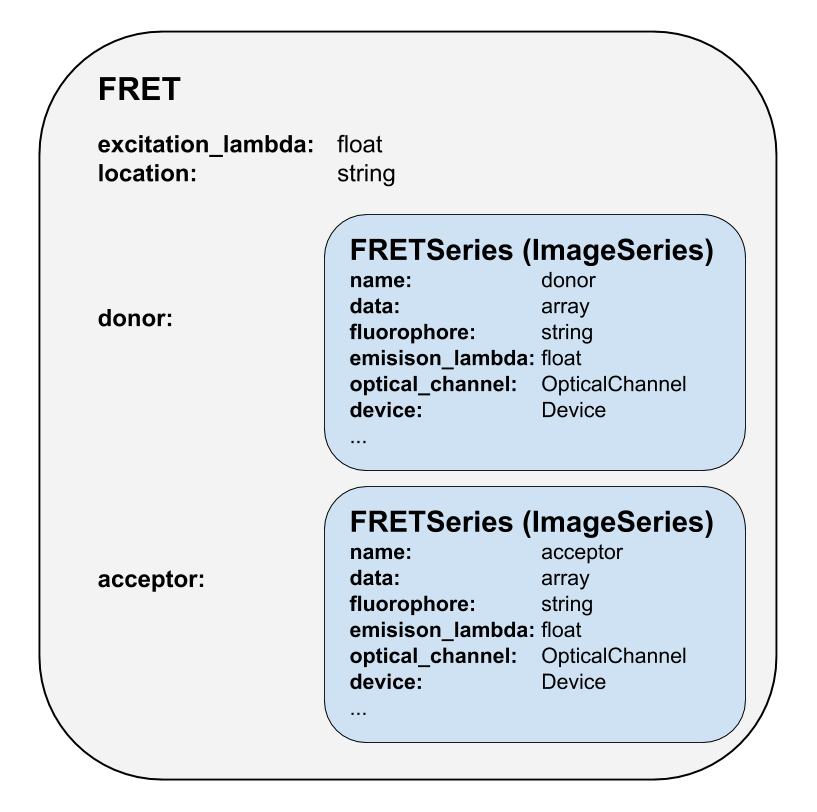 FRET
excitation_lambda: float
location: string
donor:
FRETSeries (ImageSeries)
name: donor
data: array
fluorophore: string
emisison_lambda: float
optical_channel: OpticalChannel
device: Device
...
acceptor:
FRETSeries (ImageSeries)
name: acceptor
data: array
fluorophore: string
emisison_lambda: float
optical_channel: OpticalChannel
device: Device
...